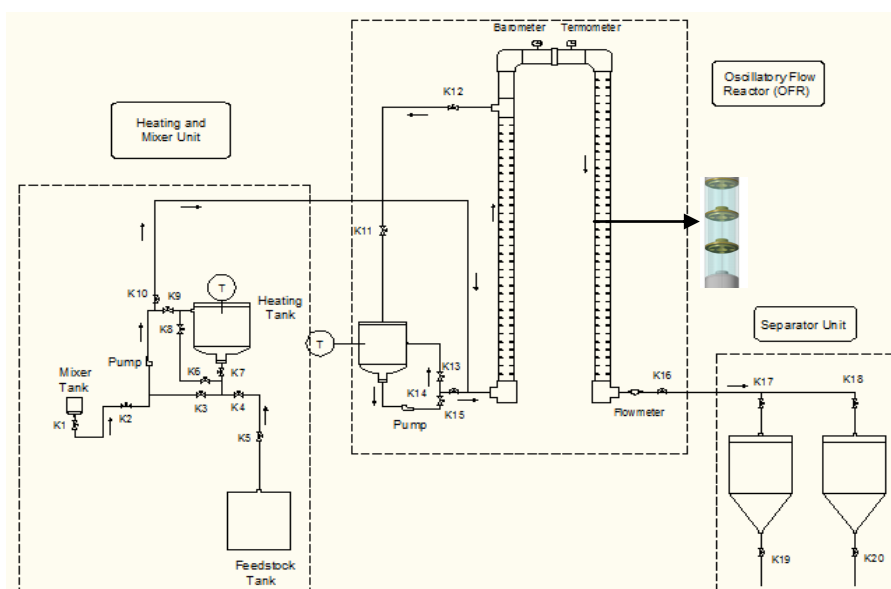 Barometer
Termometer
Oscillatory Flow
Reactor (OFR)
Heating and
Mixer Unit
K12
K11
K10
K9
K8
T
Heating
Tank
T
K7
K6
Pump
Mixer
Tank
K1
K2
K3
K4
K5
Feedstock
Tank
K13
K14
K15
Pump
K16
Flowmeter
Separator Unit
K17
K18
K19
K20